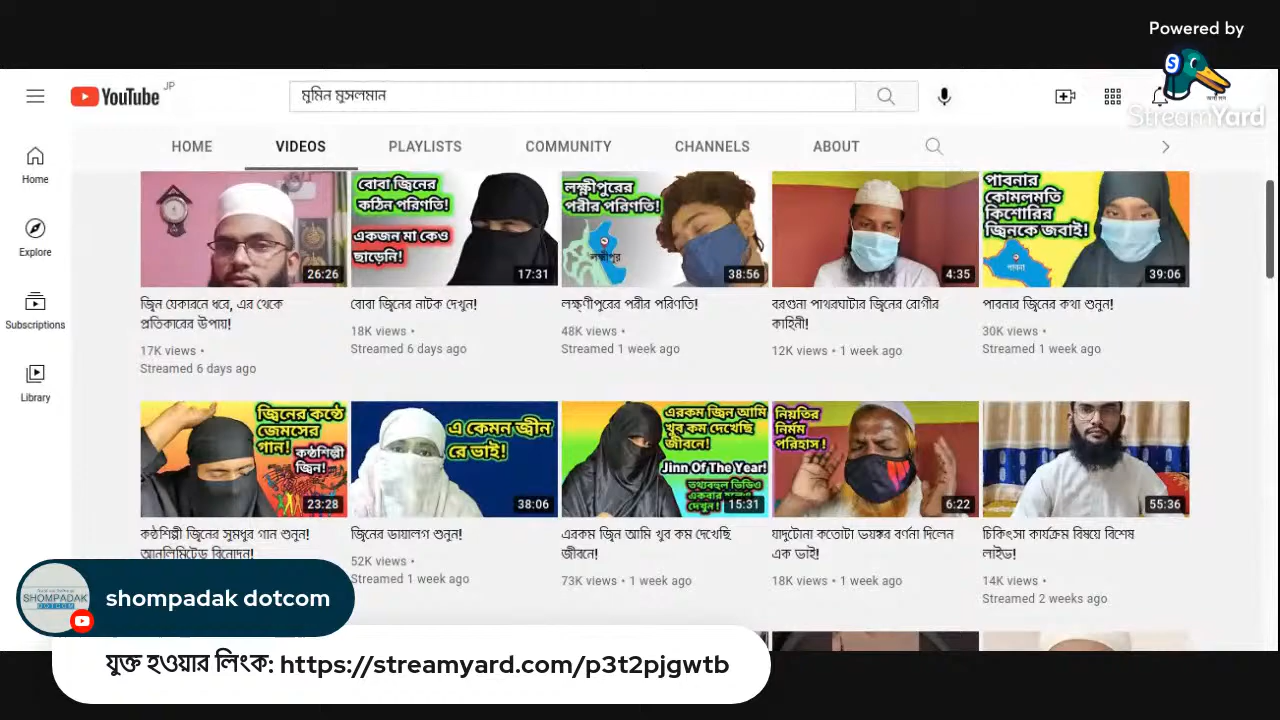 Powered by
StreamYard
YouTube JP
মুমিন মুসলমান
HOME VIDEOS PLAYLISTS COMMUNITY CHANNELS ABOUT
Home
Explore
Subscriptions
Library
26:26
জ্বিন যেকারনে ধরে, এর থেকে
প্রতিকারের উপায়!
17K views •
Streamed 6 days ago
বোবা জ্বিনের
কঠিন পরিণতি!
একজন মা কেও
ছাড়েনি!
17:31
বোবা জ্বিনের নাটক দেখুন!
18K views •
Streamed 6 days ago
লক্ষ্মীপুরের
পরীর পরিণতি!
লক্ষ্মীপুর
38:56
লক্ষ্ণীপুরের পরীর পরিণতি!
48K views •
Streamed 1 week ago
4:35
বরগুনা পাথরঘাটার জ্বিনের রোগীর
কাহিনী!
12K views • 1 week ago
পাবনার
কোমলমতি
কিশোরির
জ্বিনকে জবাই!
পাবনা
39:06
পাবনার জ্বিনের কথা শুনুন!
30K views •
Streamed 1 week ago
জ্বিনের কন্ঠে
জেমসের
গান!
কণ্ঠশিল্পী
জ্বিন!
23:28
কণ্ঠশিল্পী জ্বিনের সুমধুর গান শুনুন!
আনলিমিটেড বিনোদন!
এ কেমন জ্বীন
রে ভাই!
38:06
জ্বিনের ডায়ালগ শুনুন!
52K views •
Streamed 1 week ago
এরকম জ্বিন আমি
খুব কম দেখেছি
জীবনে!
Jinn Of The Year!
তথ্যবহুল ভিডিও
একবার হলেও
দেখুন!
15:31
এরকম জ্বিন আমি খুব কম দেখেছি
জীবনে!
73K views • 1 week ago
নিয়তির
নির্মম
পরিহাস !
6:22
যাদুটোনা কতোটা ভয়ঙ্কর বর্ণনা দিলেন
এক ভাই!
18K views • 1 week ago
55:36
চিকিৎসা কার্যক্রম বিষয়ে বিশেষ
লাইভ!
14K views •
Streamed 2 weeks ago
SHOMPADAK
DOTCOM
shompadak dotcom
যুক্ত হওয়ার লিংক: https://streamyard.com/p3t2pjgwtb